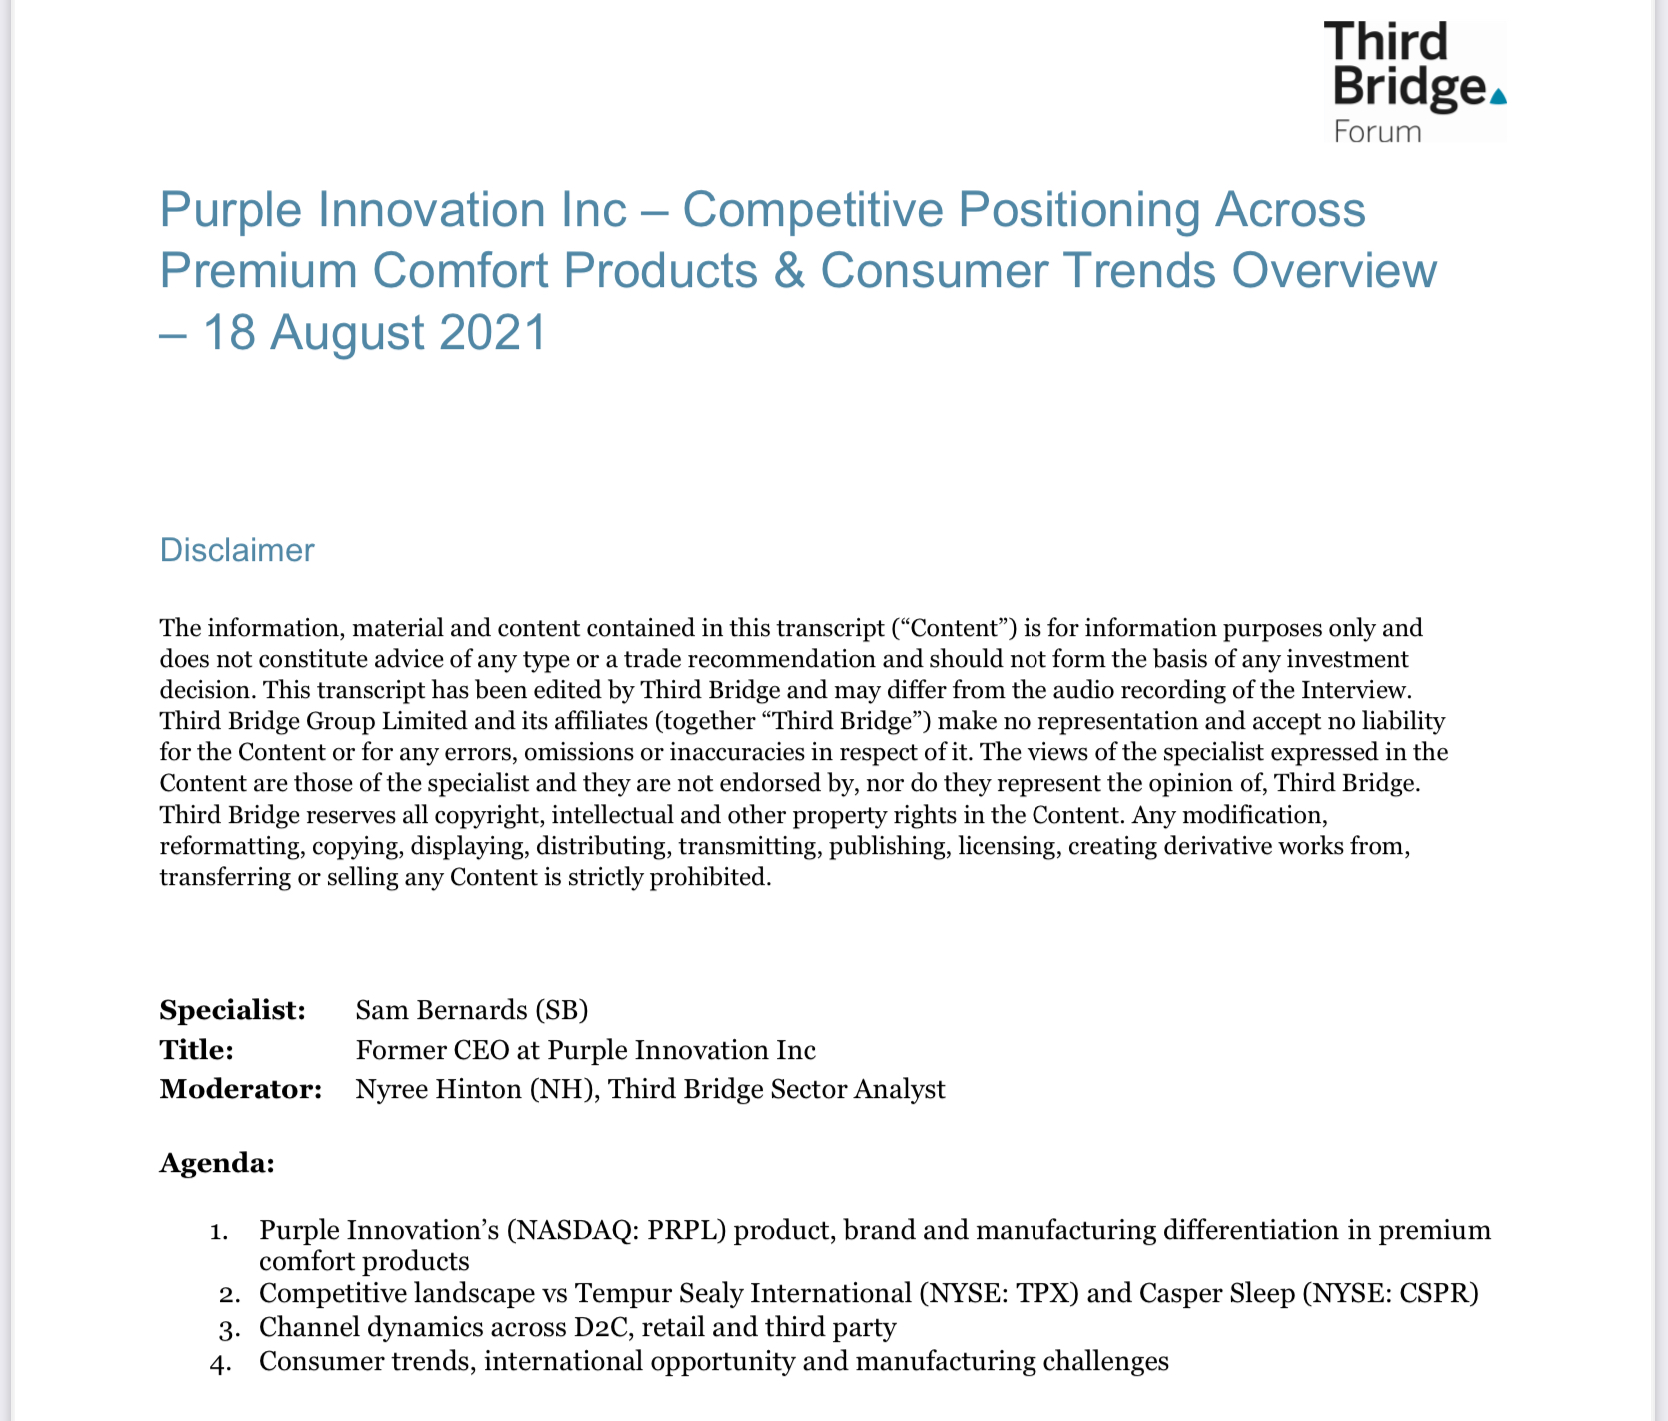 Third
Bridge
Forum
Purple Innovation Inc – Competitive Positioning Across
Premium Comfort Products & Consumer Trends Overview
– 18 August 2021
Disclaimer
The information, material and content contained in this transcript (“Content”) is for information purposes only and
does not constitute advice of any type or a trade recommendation and should not form the basis of any investment
decision. This transcript has been edited by Third Bridge and may differ from the audio recording of the Interview.
Third Bridge Group Limited and its affiliates (together “Third Bridge”) make no representation and accept no liability
for the Content or for any errors, omissions or inaccuracies in respect of it. The views of the specialist expressed in the
Content are those of the specialist and they are not endorsed by, nor do they represent the opinion of, Third Bridge.
Third Bridge reserves all copyright, intellectual and other property rights in the Content. Any modification,
reformatting, copying, displaying, distributing, transmitting, publishing, licensing, creating derivative works from,
transferring or selling any Content is strictly prohibited.
Specialist: Sam Bernards (SB)
Title: Former CEO at Purple Innovation Inc
Moderator: Nyree Hinton (NH), Third Bridge Sector Analyst
Agenda:
1. Purple Innovation’s (NASDAQ: PRPL) product, brand and manufacturing differentiation in premium
comfort products
2. Competitive landscape vs Tempur Sealy International (NYSE: TPX) and Casper Sleep (NYSE: CSPR)
3. Channel dynamics across D2C, retail and third party
4. Consumer trends, international opportunity and manufacturing challenges